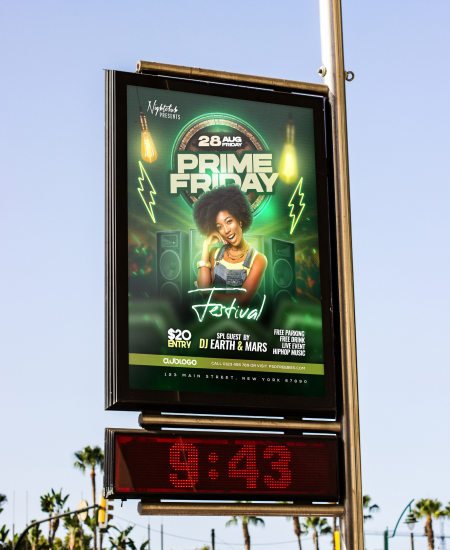 Nightclub
PRESENTS
28 AUG
FRIDAY
PRIME
FRIDAY
Festival
$20
ENTRY
SPL GUEST BY
DJ EARTH & MARS
FREE PARKING
FREE DRINK
LIVE EVENT
HIPHOP MUSIC
CLUBLOGO
123 MAIN STREET, NEW YORK 67890
9:43